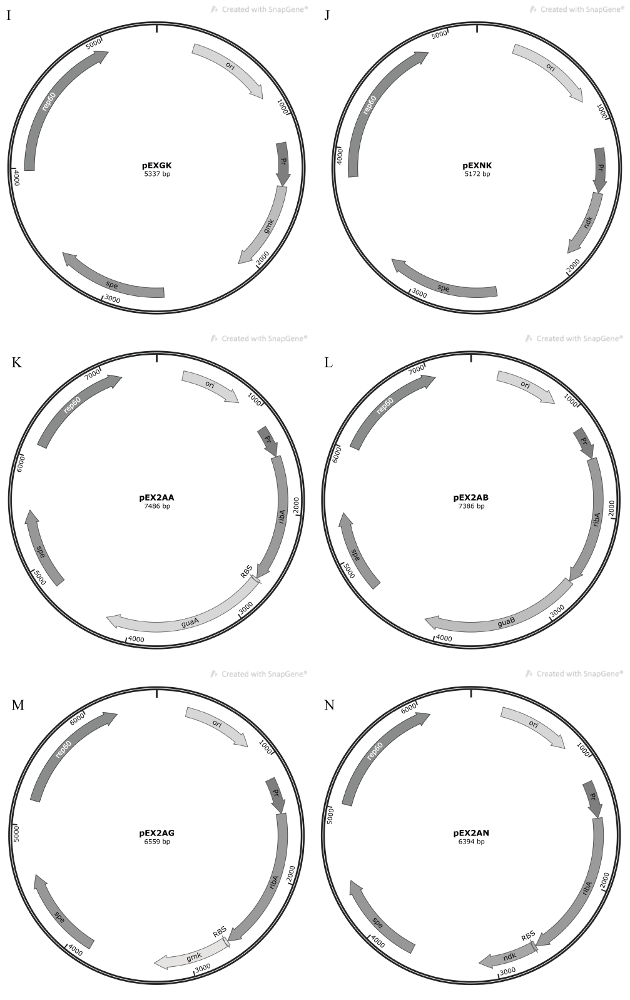 I
Created with SnapGene®
5000
ori
rep60
1000
Pr
pEXGK
5337 bp
4000
gmk
2000
spe
3000
J
Created with SnapGene®
5000
ori
rep60
1000
4000
Pr
pEXNK
5172 bp
ndk
2000
spe
3000
K
Created with SnapGene®
7000
ori
1000
rep60
Pr
6000
pEX2AA
7486 bp
2000
ribA
spe
RBS
5000
3000
guaA
4000
L
Created with SnapGene®
7000
ori
1000
rep60
Pr
6000
pEX2AB
7386 bp
2000
ribA
spe
5000
3000
guaB
4000
M
Created with SnapGene®
6000
ori
rep60
1000
Pr
5000
pEX2AG
6559 bp
2000
ribA
spe
RBS
4000
gmk
3000
N
Created with SnapGene®
6000
ori
rep60
1000
Pr
5000
pEX2AN
6394 bp
2000
ribA
spe
RBS
4000
ndk
3000